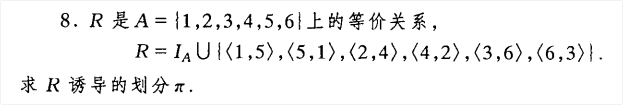 8. R 是 A = {1,2,3,4,5,6}上的等价关系,
R = I_A ∪ {⟨1,5⟩,⟨5,1⟩,⟨2,4⟩,⟨4,2⟩,⟨3,6⟩,⟨6,3⟩}.
求 R 诱导的划分 π.